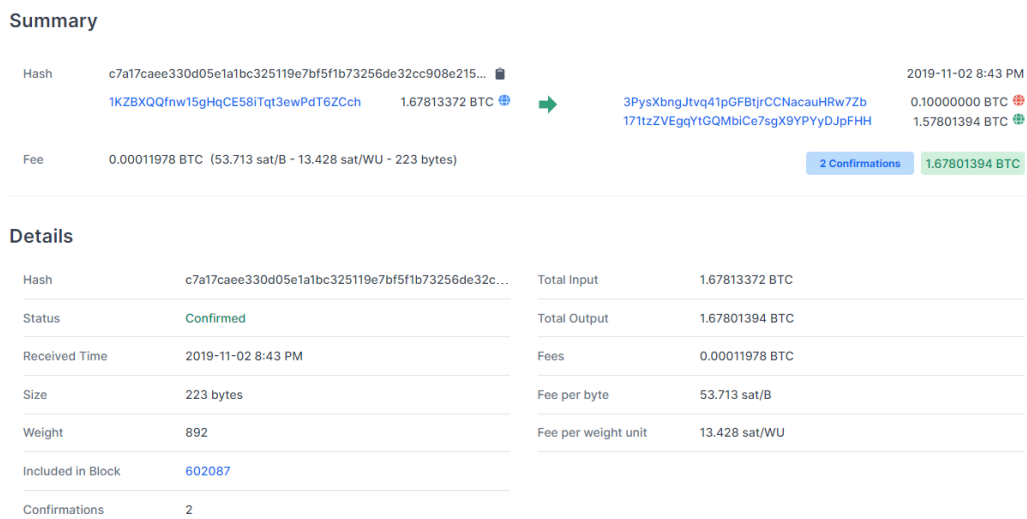 Summary
Hash c7a17caee330d05e1a1bc325119e7bf5f1b73256de32cc908e215... 2019-11-02 8:43 PM
1KZBXQQfnw15gHqCE58iTqt3ewPdT6ZCch 1.67813372 BTC 3PysXbngJtvq41pGFBtjrCCNacauHRw7Zb 0.10000000 BTC
171tzZVEgqYtGQMbiCe7sgX9YPYyDJpFHH 1.57801394 BTC
Fee 0.00011978 BTC (53.713 sat/B - 13.428 sat/WU - 223 bytes) 2 Confirmations 1.67801394 BTC
Details
Hash c7a17caee330d05e1a1bc325119e7bf5f1b73256de32c... Total Input 1.67813372 BTC
Status Confirmed Total Output 1.67801394 BTC
Received Time 2019-11-02 8:43 PM Fees 0.00011978 BTC
Size 223 bytes Fee per byte 53.713 sat/B
Weight 892 Fee per weight unit 13.428 sat/WU
Included in Block 602087
Confirmations 2